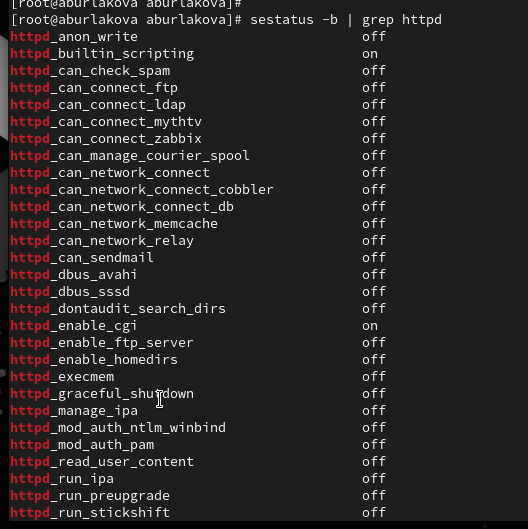 [root@aburlakova aburlakova]#
[root@aburlakova aburlakova]# sestatus -b | grep httpd
httpd_anon_write off
httpd_builtin_scripting on
httpd_can_check_spam off
httpd_can_connect_ftp off
httpd_can_connect_ldap off
httpd_can_connect_mythtv off
httpd_can_connect_zabbix off
httpd_can_manage_courier_spool off
httpd_can_network_connect off
httpd_can_network_connect_cobbler off
httpd_can_network_connect_db off
httpd_can_network_memcache off
httpd_can_network_relay off
httpd_can_sendmail off
httpd_dbus_avahi off
httpd_dbus_sssd off
httpd_dontaudit_search_dirs off
httpd_enable_cgi on
httpd_enable_ftp_server off
httpd_enable_homedirs off
httpd_execmem off
httpd_graceful_shutdown off
httpd_manage_ipa off
httpd_mod_auth_ntlm_winbind off
httpd_mod_auth_pam off
httpd_read_user_content off
httpd_run_ipa off
httpd_run_preupgrade off
httpd_run_stickshift off